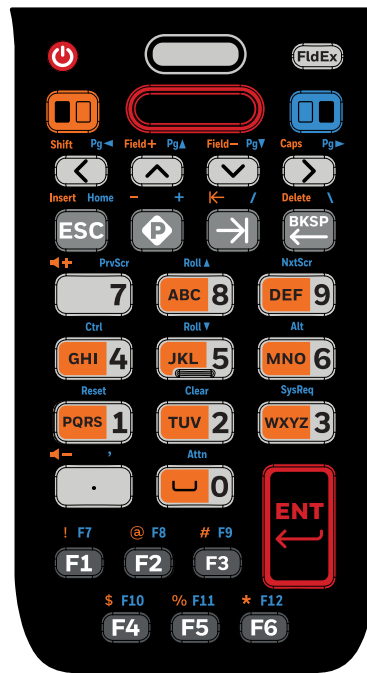 FldEx
Shift Pg◄ Field+ Pg▲ Field− Pg▼ Caps Pg►
Insert Home − + / Delete \
ESC P BKSP
+ PrvScr Roll▲ NxtScr
7 ABC 8 DEF 9
Ctrl Roll▼ Alt
GHI 4 JKL 5 MNO 6
Reset Clear SysReq
PQRS 1 TUV 2 WXYZ 3
− ' Attn
. 0
ENT
! F7 @ F8 # F9
F1 F2 F3
$ F10 % F11 * F12
F4 F5 F6